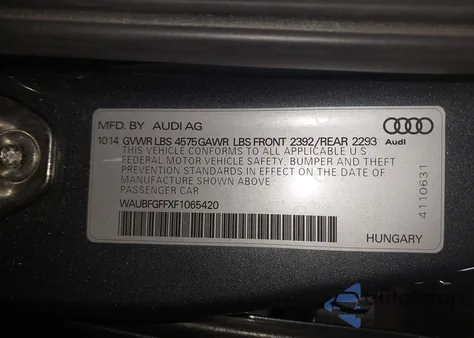 MFD. BY AUDI AG
10 14 GVWR LBS 4575 GAWR LBS FRONT 2392/REAR 2293
THIS VEHICLE CONFORMS TO ALL APPLICABLE U S
FEDERAL MOTOR VEHICLE SAFETY, BUMPER AND THEFT
PREVENTION STANDARDS IN EFFECT ON THE DATE OF
MANUFACTURE SHOWN ABOVE
PASSENGER CAR
WAUBFGFFXF1065420
HUNGARY
Audi
4110631